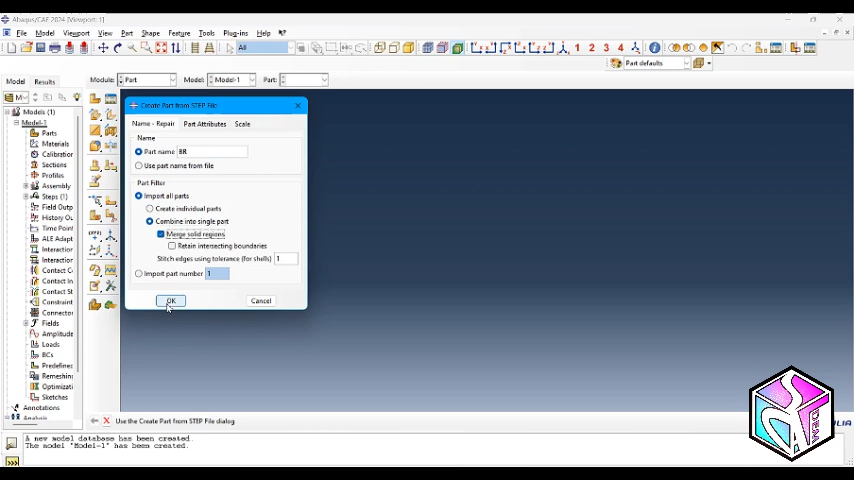 Abaqus/CAE 2024 [Viewport: 1]
File Model Viewport View Part Shape Feature Tools Plug-ins Help
All
1 2 3 4
Part defaults
Model Results
Module: Part Model: Model-1 Part:
Models (1)
Model-1
Parts
Materials
Calibration
Sections
Profiles
Assembly
Steps (1)
Field Outp
History Ou
Time Point
ALE Adapt
Interaction
Interaction
Contact C
Contact In
Contact St
Constraint
Connector
Fields
Amplitude
Loads
BCs
Predefined
Remeshing
Optimizati
Sketches
Annotations
Analysis
Create Part from STEP File
Name - Repair Part Attributes Scale
Name
Part name BR
Use part name from file
Part Filter
Import all parts
Create individual parts
Combine into single part
Merge solid regions
Retain intersecting boundaries
Stitch edges using tolerance (for shells) 1
Import part number 1
OK Cancel
Use the Create Part from STEP File dialog
A new model database has been created.
The model "Model-1" has been created.